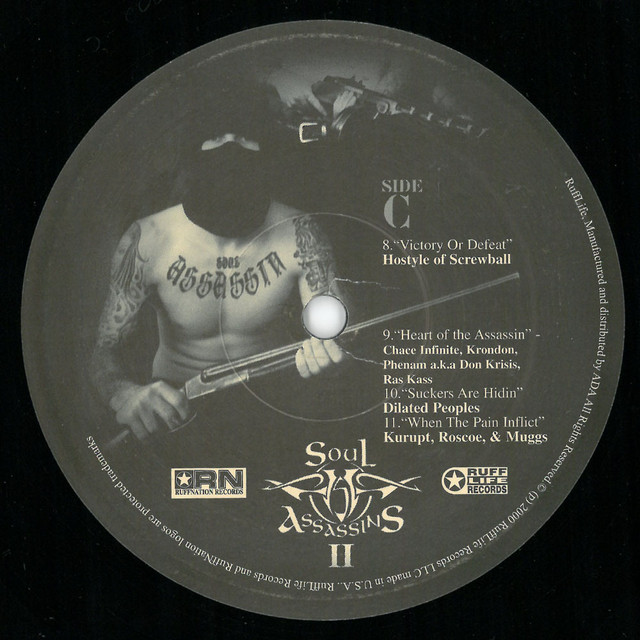 SIDE
C
8."Victory Or Defeat"
Hostyle of Screwball
9."Heart of the Assassin" -
Chace Infinite, Krondon,
Phenam a.k.a Don Krisis,
Ras Kass
10."Suckers Are Hidin"
Dilated Peoples
11."When The Pain Inflict"
Kurupt, Roscoe, & Muggs
SOUL
ASSASSIN
RN
RUFFNATION RECORDS
SOUL
ASSASSINS
II
RUFF
LIFE
RECORDS
RuffLife, Manufactured and distributed by ADA All Rights Reserved © (p) 2000 RuffLife Records LLC made in U.S.A.. RuffLife Records and RuffNation logos are protected trademarks